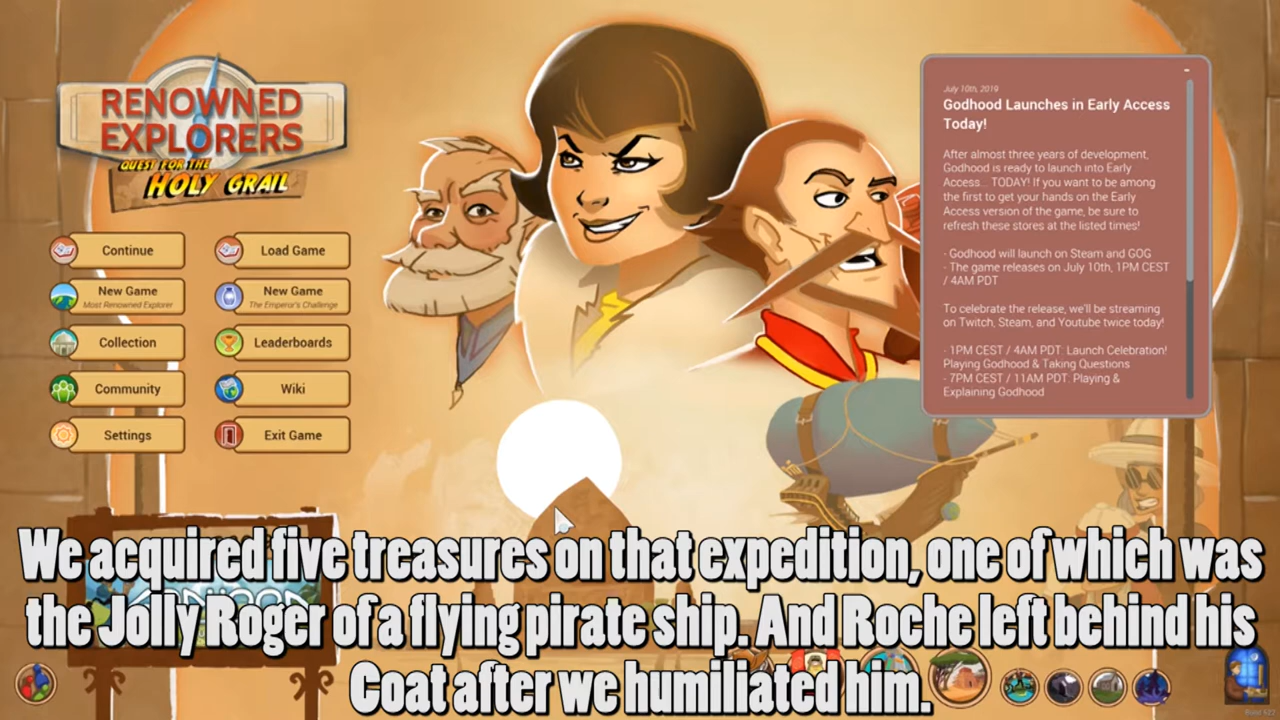 RENOWNED
EXPLORERS
QUEST FOR THE
HOLY GRAIL
Continue
Load Game
New Game
Most Renowned Explorer
New Game
The Emperor's Challenge
Collection
Leaderboards
Community
Wiki
Settings
Exit Game
July 10th, 2019
Godhood Launches in Early Access
Today!
After almost three years of development,
Godhood is ready to launch into Early
Access... TODAY! If you want to be among
the first to get your hands on the Early
Access version of the game, be sure to
refresh these stores at the listed times!
- Godhood will launch on Steam and GOG
- The game releases on July 10th, 1PM CEST
/ 4AM PDT
To celebrate the release, we'll be streaming
on Twitch, Steam, and Youtube twice today!
- 1PM CEST / 4AM PDT: Launch Celebration!
Playing Godhood & Taking Questions
- 7PM CEST / 11AM PDT: Playing &
Explaining Godhood
We acquired five treasures on that expedition, one of which was
the Jolly Roger of a flying pirate ship. And Roche left behind his
Coat after we humiliated him.